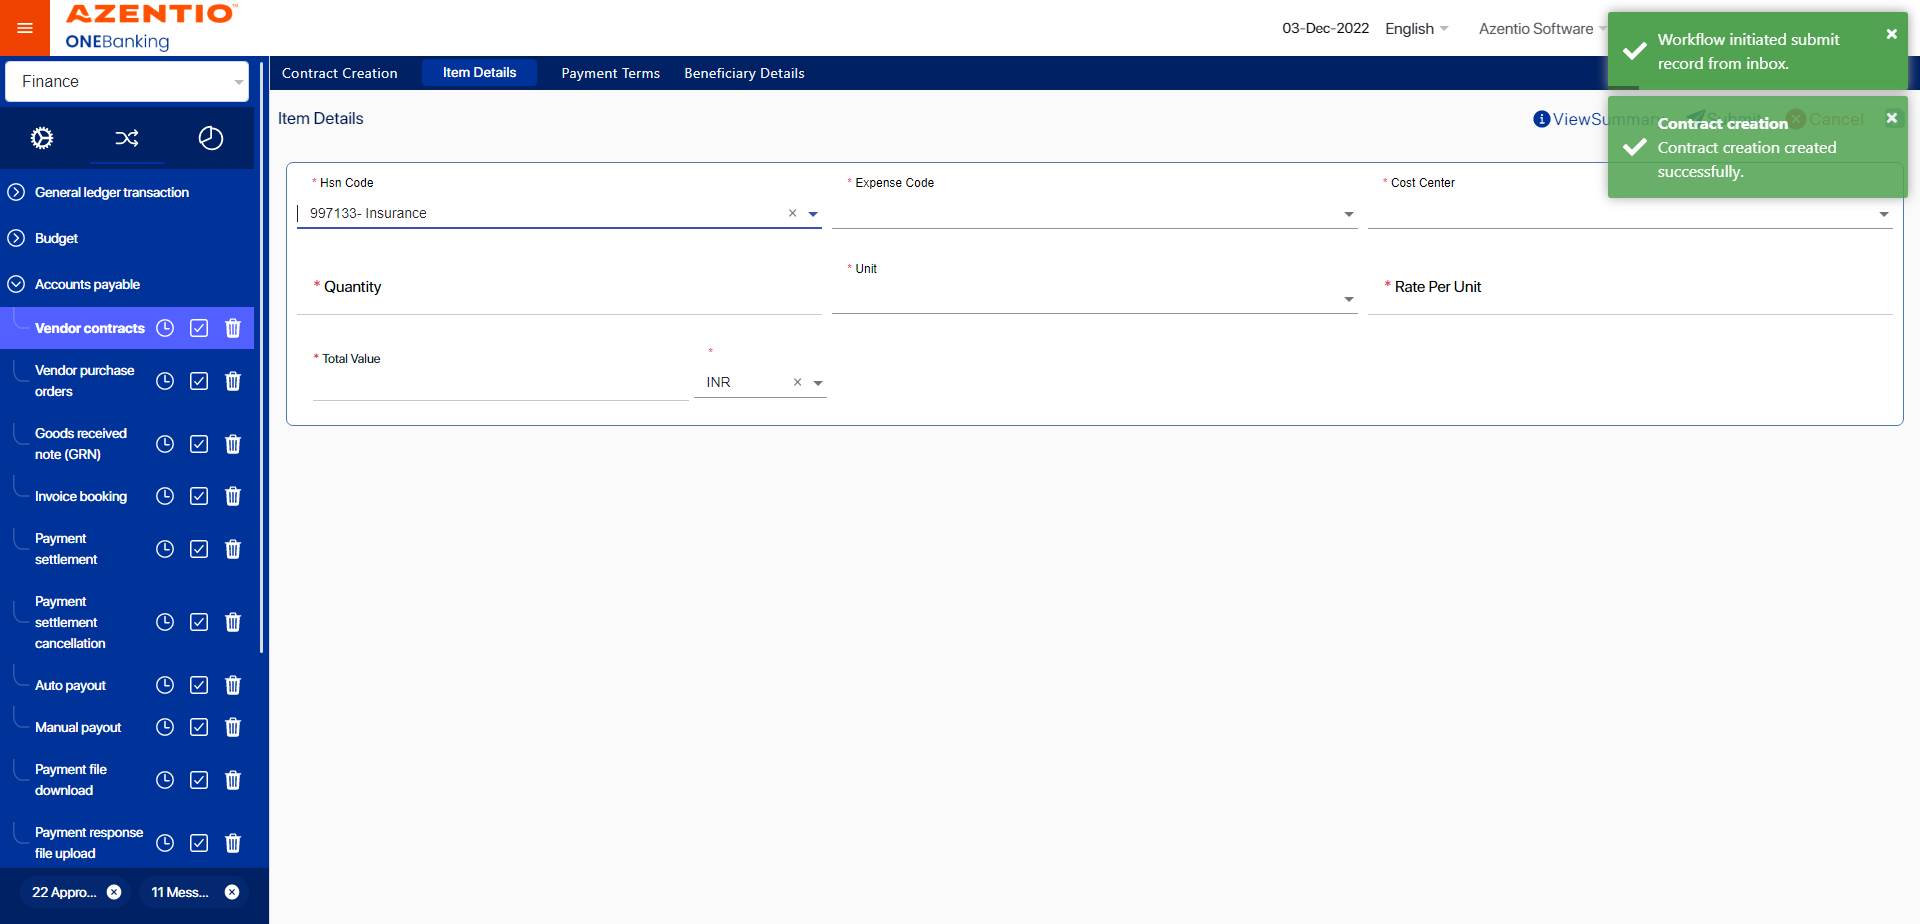 AZENTIO™
ONEBanking
03-Dec-2022
English
Azentio Software
Workflow initiated submit
record from inbox.
Finance
Contract Creation
Item Details
Payment Terms
Beneficiary Details
Item Details
ViewSummary
Submit
Cancel
Contract creation
Contract creation created
successfully.
* Hsn Code
997133- Insurance
* Expense Code
* Cost Center
* Quantity
* Unit
* Rate Per Unit
* Total Value
*
INR
General ledger transaction
Budget
Accounts payable
Vendor contracts
Vendor purchase
orders
Goods received
note (GRN)
Invoice booking
Payment
settlement
Payment
settlement
cancellation
Auto payout
Manual payout
Payment file
download
Payment response
file upload
22 Appro...
11 Mess...